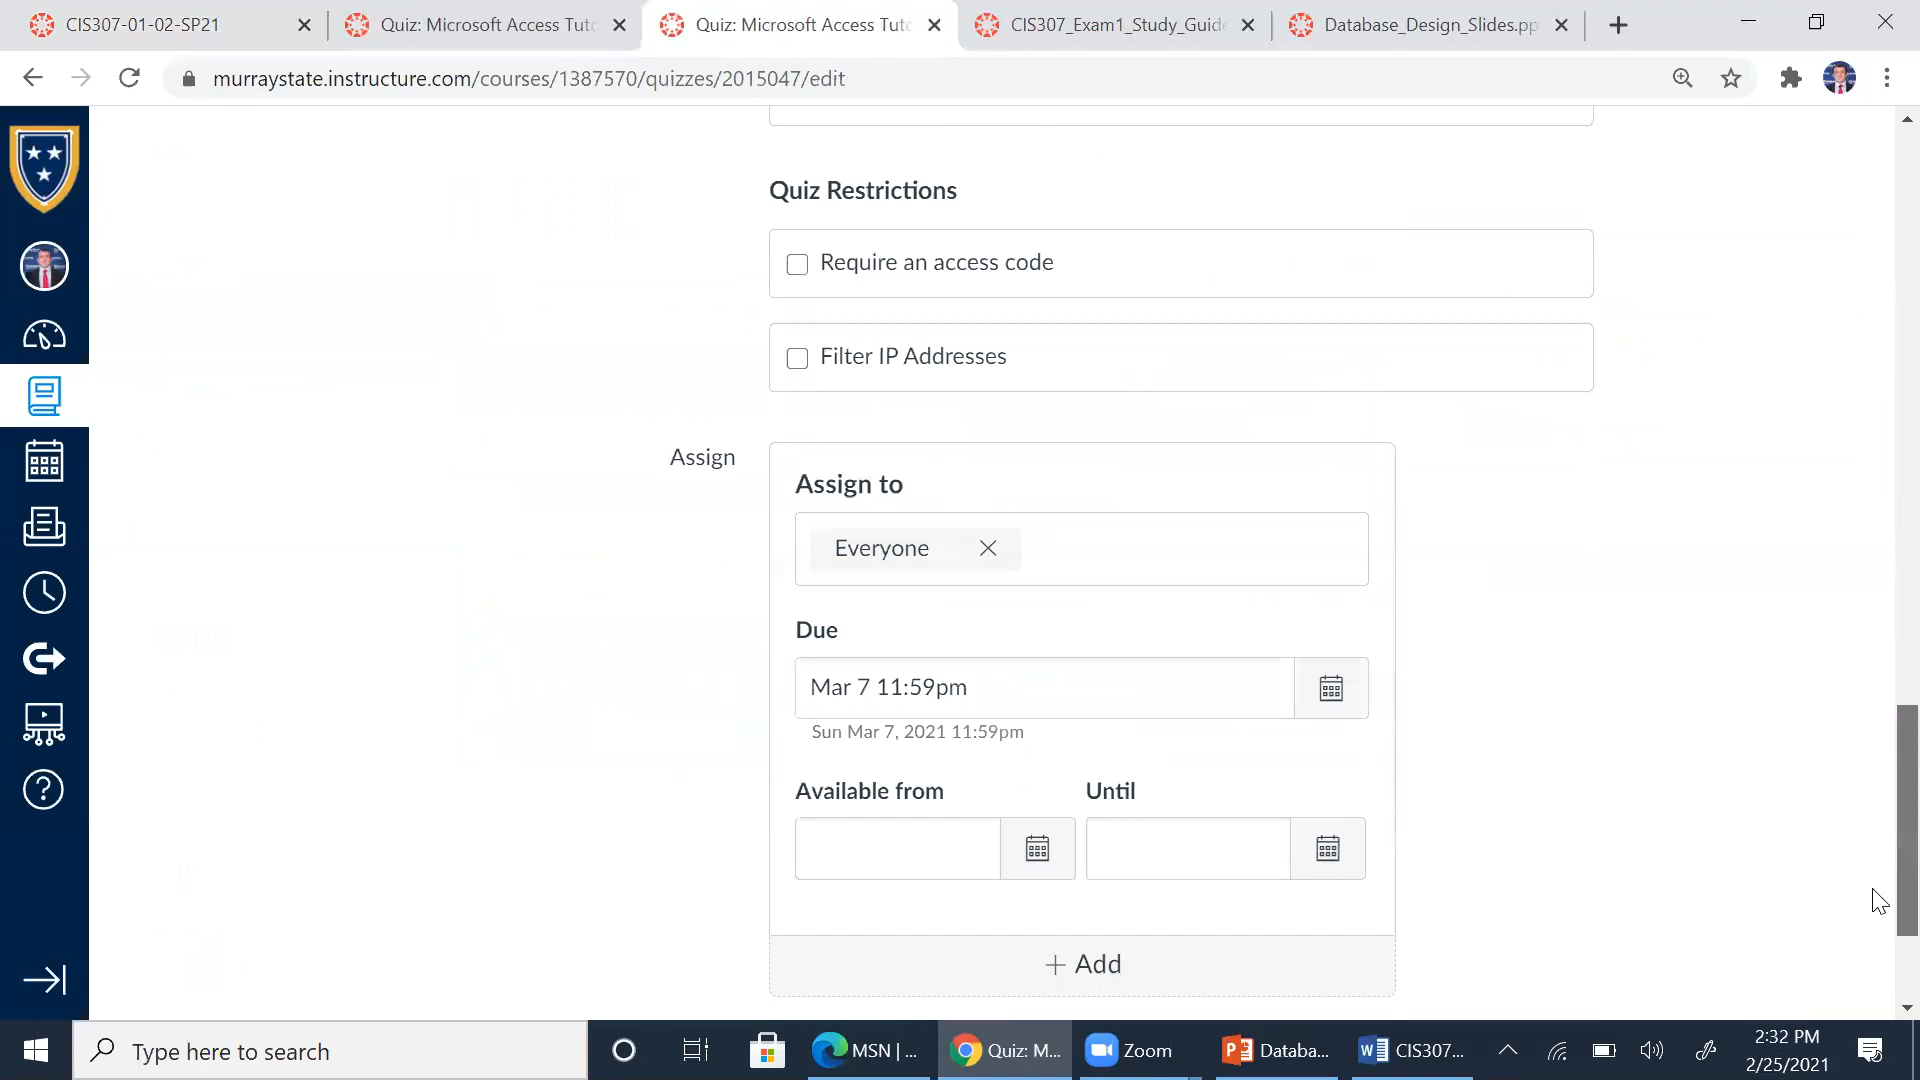 CIS307-01-02-SP21
Quiz: Microsoft Access Tuto
Quiz: Microsoft Access Tuto
CIS307_Exam1_Study_Guide
Database_Design_Slides.pp
murraystate.instructure.com/courses/1387570/quizzes/2015047/edit
Quiz Restrictions
Require an access code
Filter IP Addresses
Assign
Assign to
Everyone
Due
Mar 7 11:59pm
Sun Mar 7, 2021 11:59pm
Available from
Until
+ Add
Type here to search
MSN | ...
Quiz: M...
Zoom
Databa...
CIS307...
2:32 PM
2/25/2021